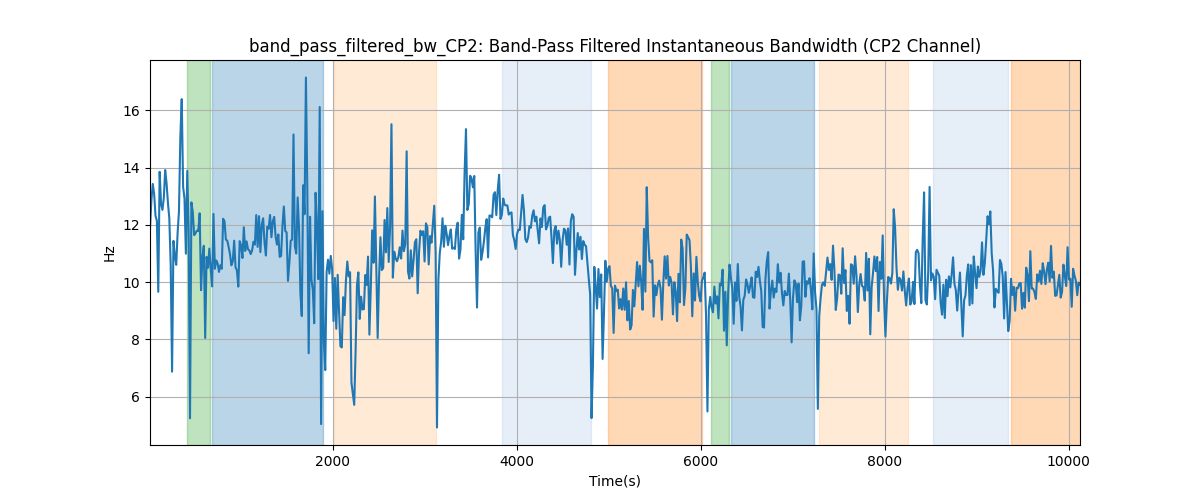 band_pass_filtered_bw_CP2: Band-Pass Filtered Instantaneous Bandwidth (CP2 Channel)
16
14
12
10
8
6
Hz
2000 4000 6000 8000 10000
Time(s)